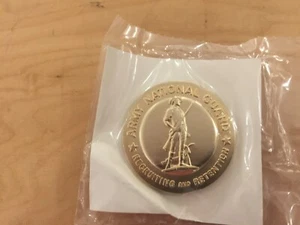 ARMY NATIONAL GUARD
RECRUITING AND RETENTION